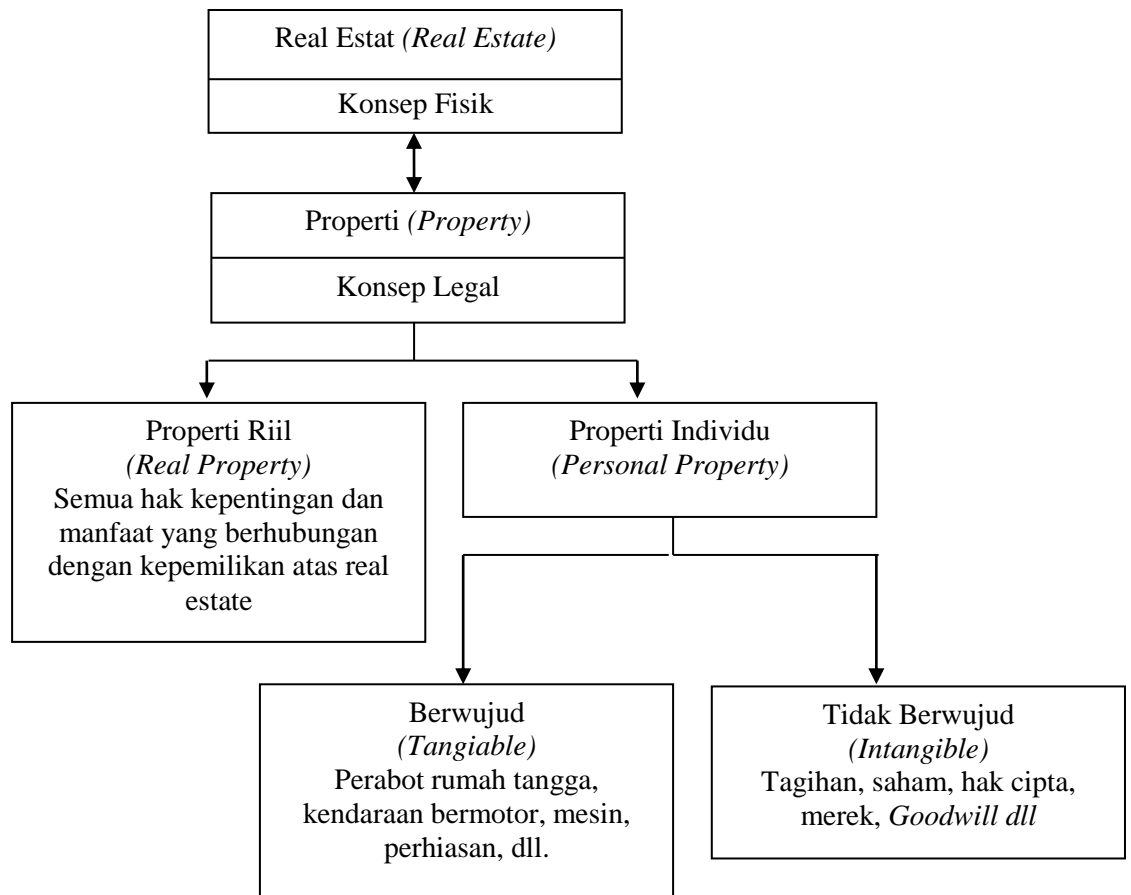 Real Estat (Real Estate)
Konsep Fisik
Properti (Property)
Konsep Legal
Properti Riil
(Real Property)
Semua hak kepentingan dan
manfaat yang berhubungan
dengan kepemilikan atas real
estate
Properti Individu
(Personal Property)
Berwujud
(Tangiable)
Perabot rumah tangga,
kendaraan bermotor, mesin,
perhiasan, dll.
Tidak Berwujud
(Intangible)
Tagihan, saham, hak cipta,
merek, Goodwill dll